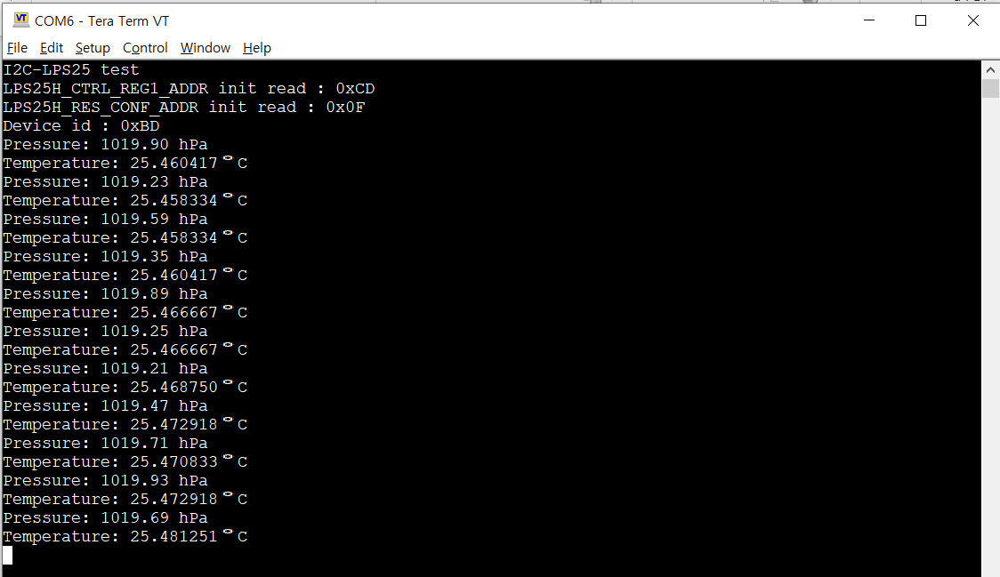 VT COM6 - Tera Term VT
File Edit Setup Control Window Help
I2C-LPS25 test
LPS25H_CTRL_REG1_ADDR init read : 0xCD
LPS25H_RES_CONF_ADDR init read : 0x0F
Device id : 0xBD
Pressure: 1019.90 hPa
Temperature: 25.460417°C
Pressure: 1019.23 hPa
Temperature: 25.458334°C
Pressure: 1019.59 hPa
Temperature: 25.458334°C
Pressure: 1019.35 hPa
Temperature: 25.460417°C
Pressure: 1019.89 hPa
Temperature: 25.466667°C
Pressure: 1019.25 hPa
Temperature: 25.466667°C
Pressure: 1019.21 hPa
Temperature: 25.468750°C
Pressure: 1019.47 hPa
Temperature: 25.472918°C
Pressure: 1019.71 hPa
Temperature: 25.470833°C
Pressure: 1019.93 hPa
Temperature: 25.472918°C
Pressure: 1019.69 hPa
Temperature: 25.481251°C